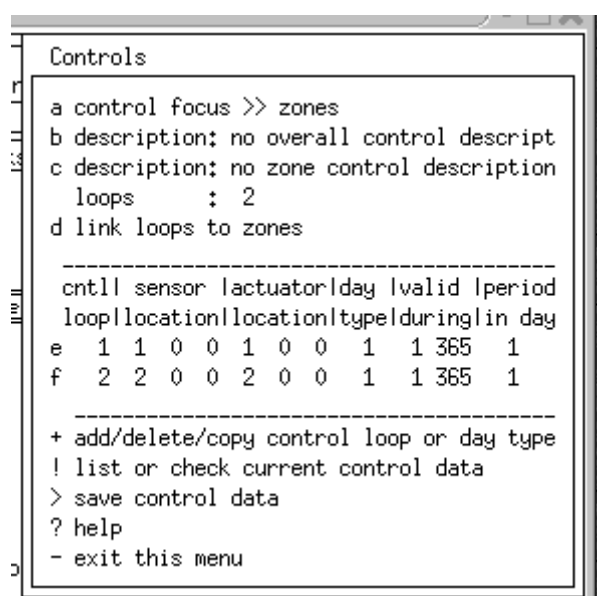 Controls
a control focus >> zones
b description: no overall control descript
c description: no zone control description
loops : 2
d link loops to zones
cntl| sensor |actuator|day |valid |period
loop|location|location|type|during|in day
e 1 1 0 0 1 0 0 1 1 365 1
f 2 2 0 0 2 0 0 1 1 365 1
+ add/delete/copy control loop or day type
! list or check current control data
> save control data
? help
- exit this menu